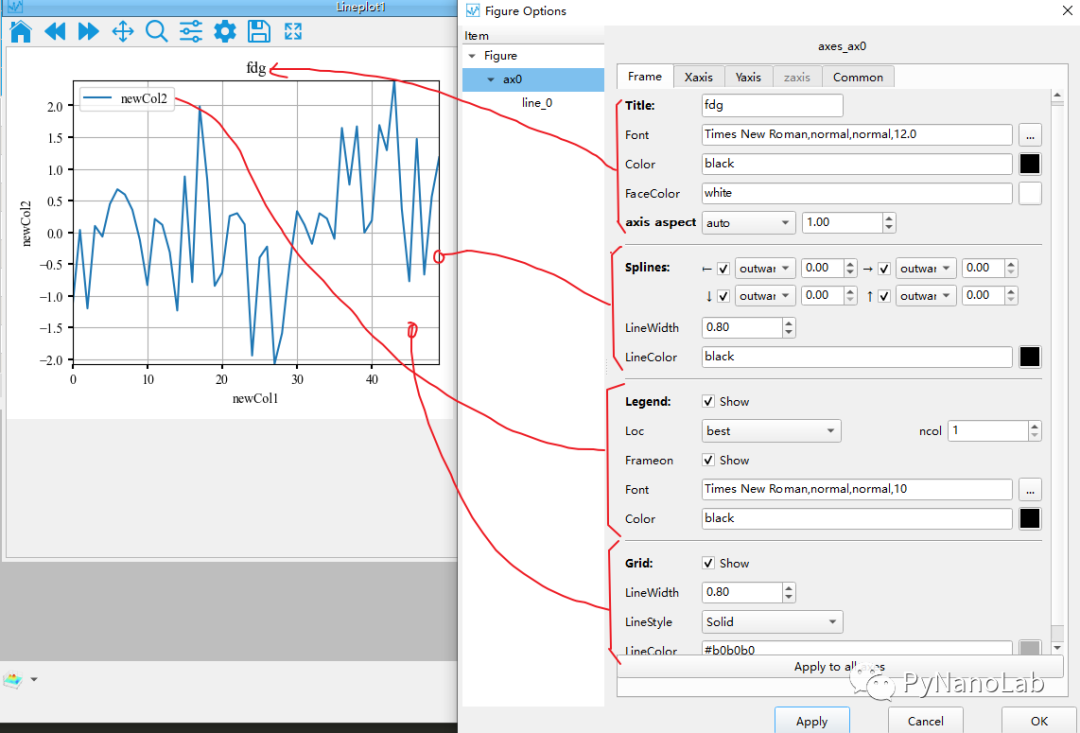 Lineplot1
fdg
newCol2
2.0
1.5
1.0
0.5
0.0
−0.5
−1.0
−1.5
−2.0
newCol2
0 10 20 30 40
newCol1
Figure Options
Item
Figure
ax0
line_0
axes_ax0
Frame Xaxis Yaxis zaxis Common
Title: fdg
Font Times New Roman,normal,normal,12.0 ...
Color black
FaceColor white
axis aspect auto 1.00
Splines: ← outwar 0.00 → outwar 0.00
↓ outwar 0.00 ↑ outwar 0.00
LineWidth 0.80
LineColor black
Legend: Show
Loc best ncol 1
Frameon Show
Font Times New Roman,normal,normal,10 ...
Color black
Grid: Show
LineWidth 0.80
LineStyle Solid
LineColor #b0b0b0
Apply to all axes
PyNanoLab
Apply Cancel OK